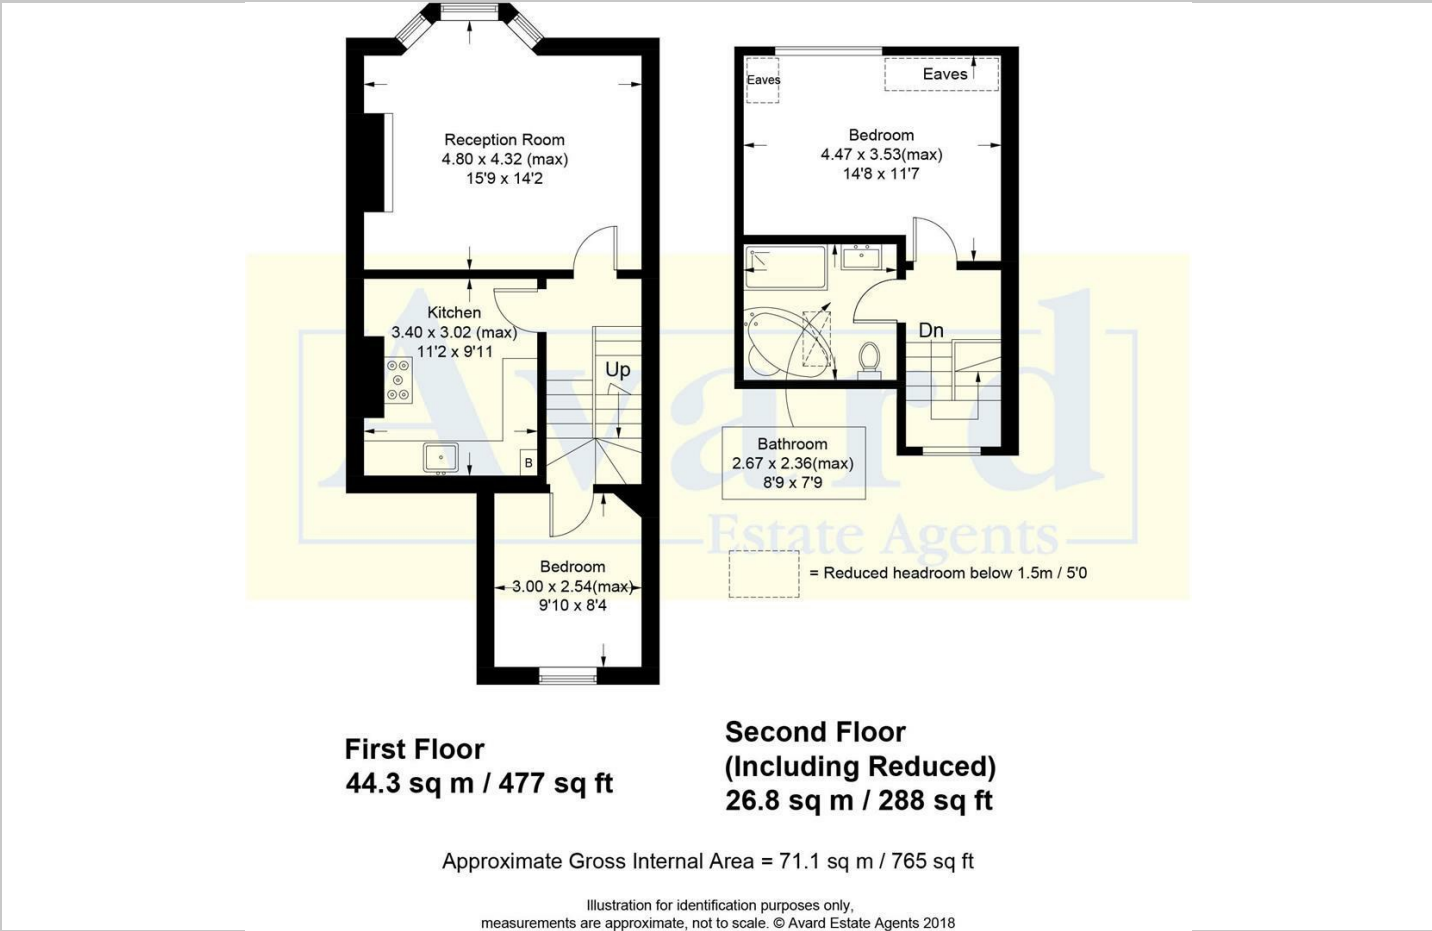 Reception Room
4.80 x 4.32 (max)
15'9 x 14'2
Kitchen
3.40 x 3.02 (max)
11'2 x 9'11
Up
B
Bedroom
3.00 x 2.54(max)
9'10 x 8'4
Eaves
Eaves
Bedroom
4.47 x 3.53(max)
14'8 x 11'7
Dn
Bathroom
2.67 x 2.36(max)
8'9 x 7'9
Avard
Estate Agents
= Reduced headroom below 1.5m / 5'0
First Floor
44.3 sq m / 477 sq ft
Second Floor
(Including Reduced)
26.8 sq m / 288 sq ft
Approximate Gross Internal Area = 71.1 sq m / 765 sq ft
Illustration for identification purposes only,
measurements are approximate, not to scale. © Avard Estate Agents 2018